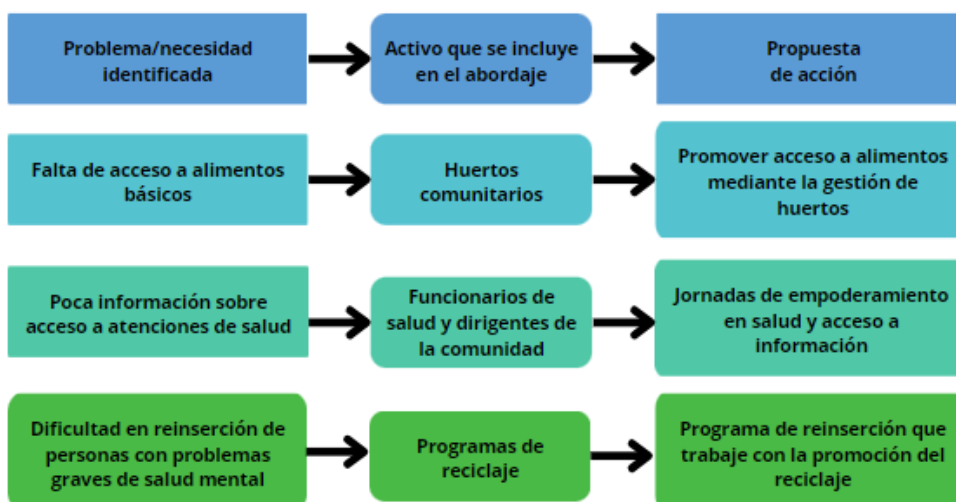 Problema/necesidad
identificada
Activo que se incluye
en el abordaje
Propuesta
de acción
Falta de acceso a alimentos
básicos
Huertos
comunitarios
Promover acceso a alimentos
mediante la gestión de
huertos
Poca información sobre
acceso a atenciones de salud
Funcionarios de
salud y dirigentes de
la comunidad
Jornadas de empoderamiento
en salud y acceso a
información
Dificultad en reinserción de
personas con problemas
graves de salud mental
Programas de
reciclaje
Programa de reinserción que
trabaje con la promoción del
reciclaje